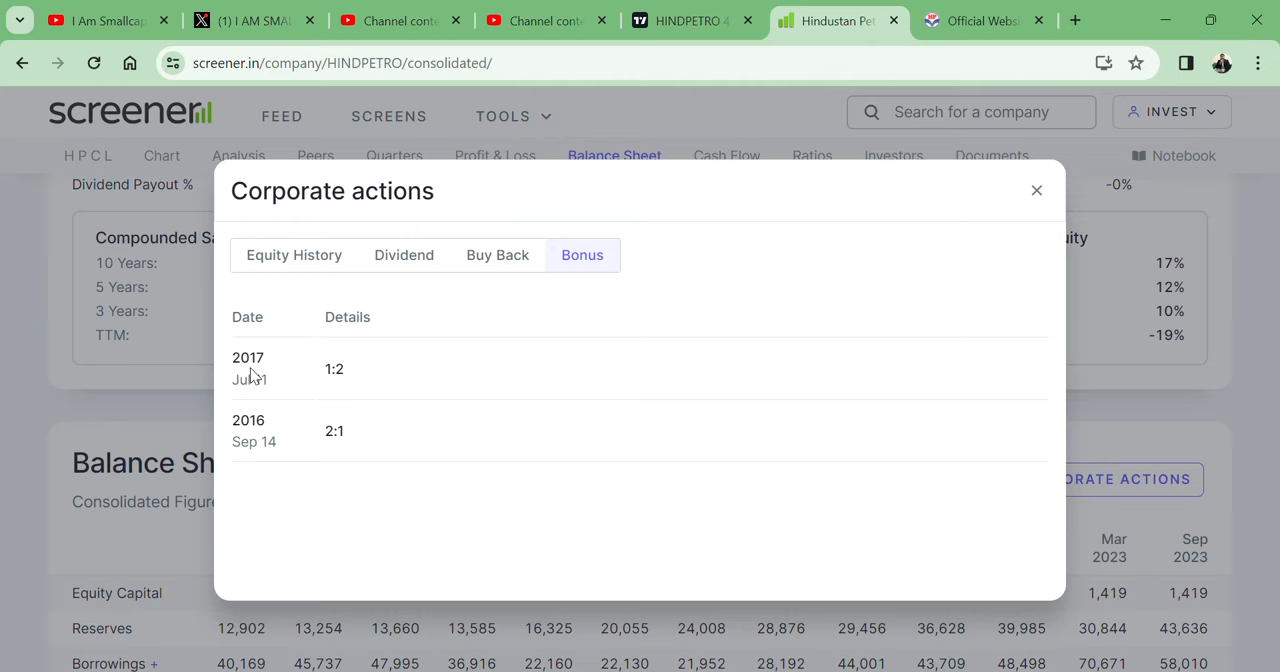 I Am Smallcap
(1) I AM SMAL
Channel conte
Channel conte
HINDPETRO 4
Hindustan Pet
Official Websi
screener.in/company/HINDPETRO/consolidated/
screener
FEED
SCREENS
TOOLS
Search for a company
INVEST
HPCL
Chart
Analysis
Peers
Quarters
Profit & Loss
Balance Sheet
Cash Flow
Ratios
Investors
Documents
Notebook
Dividend Payout %
-0%
Corporate actions
Equity History
Dividend
Buy Back
Bonus
Compounded Sa
uity
10 Years:
17%
5 Years:
12%
3 Years:
10%
TTM:
-19%
Date
Details
2017
1:2
2016
Sep 14
2:1
Balance Sh
Consolidated Figure
ORATE ACTIONS
Mar
2023
Sep
2023
Equity Capital
1,419
1,419
Reserves
12,902
13,254
13,660
13,585
16,325
20,055
24,008
28,876
29,456
36,628
39,985
30,844
43,636
Borrowings +
40,169
45,737
47,995
36,916
22,160
22,130
21,952
28,192
44,001
43,709
48,498
70,671
58,010